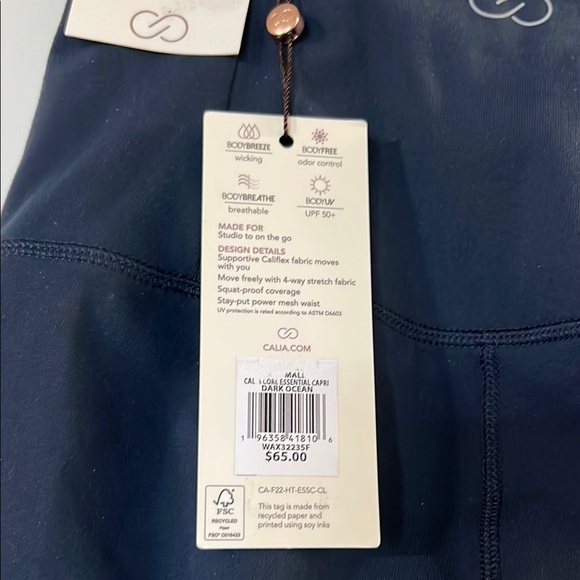 BODYBREEZE
wicking
BODYFREE
odor control
BODYBREATHE
breathable
BODYUV
UPF 50+
MADE FOR
Studio to on the go
DESIGN DETAILS
Supportive Califlex fabric moves
with you
Move freely with 4-way stretch fabric
Squat-proof coverage
Stay-put power mesh waist
UV protection is rated according to ASTM D6603
CALIA.COM
MALL
ESSENTIAL CAPRI
DARK OCEAN
1 96358 41810 6
WAX32235F
$65.00
CA-F22-HT-ESSC-CL
FSC
RECYCLED
Paper
This tag is made from
recycled paper and
printed using soy inks